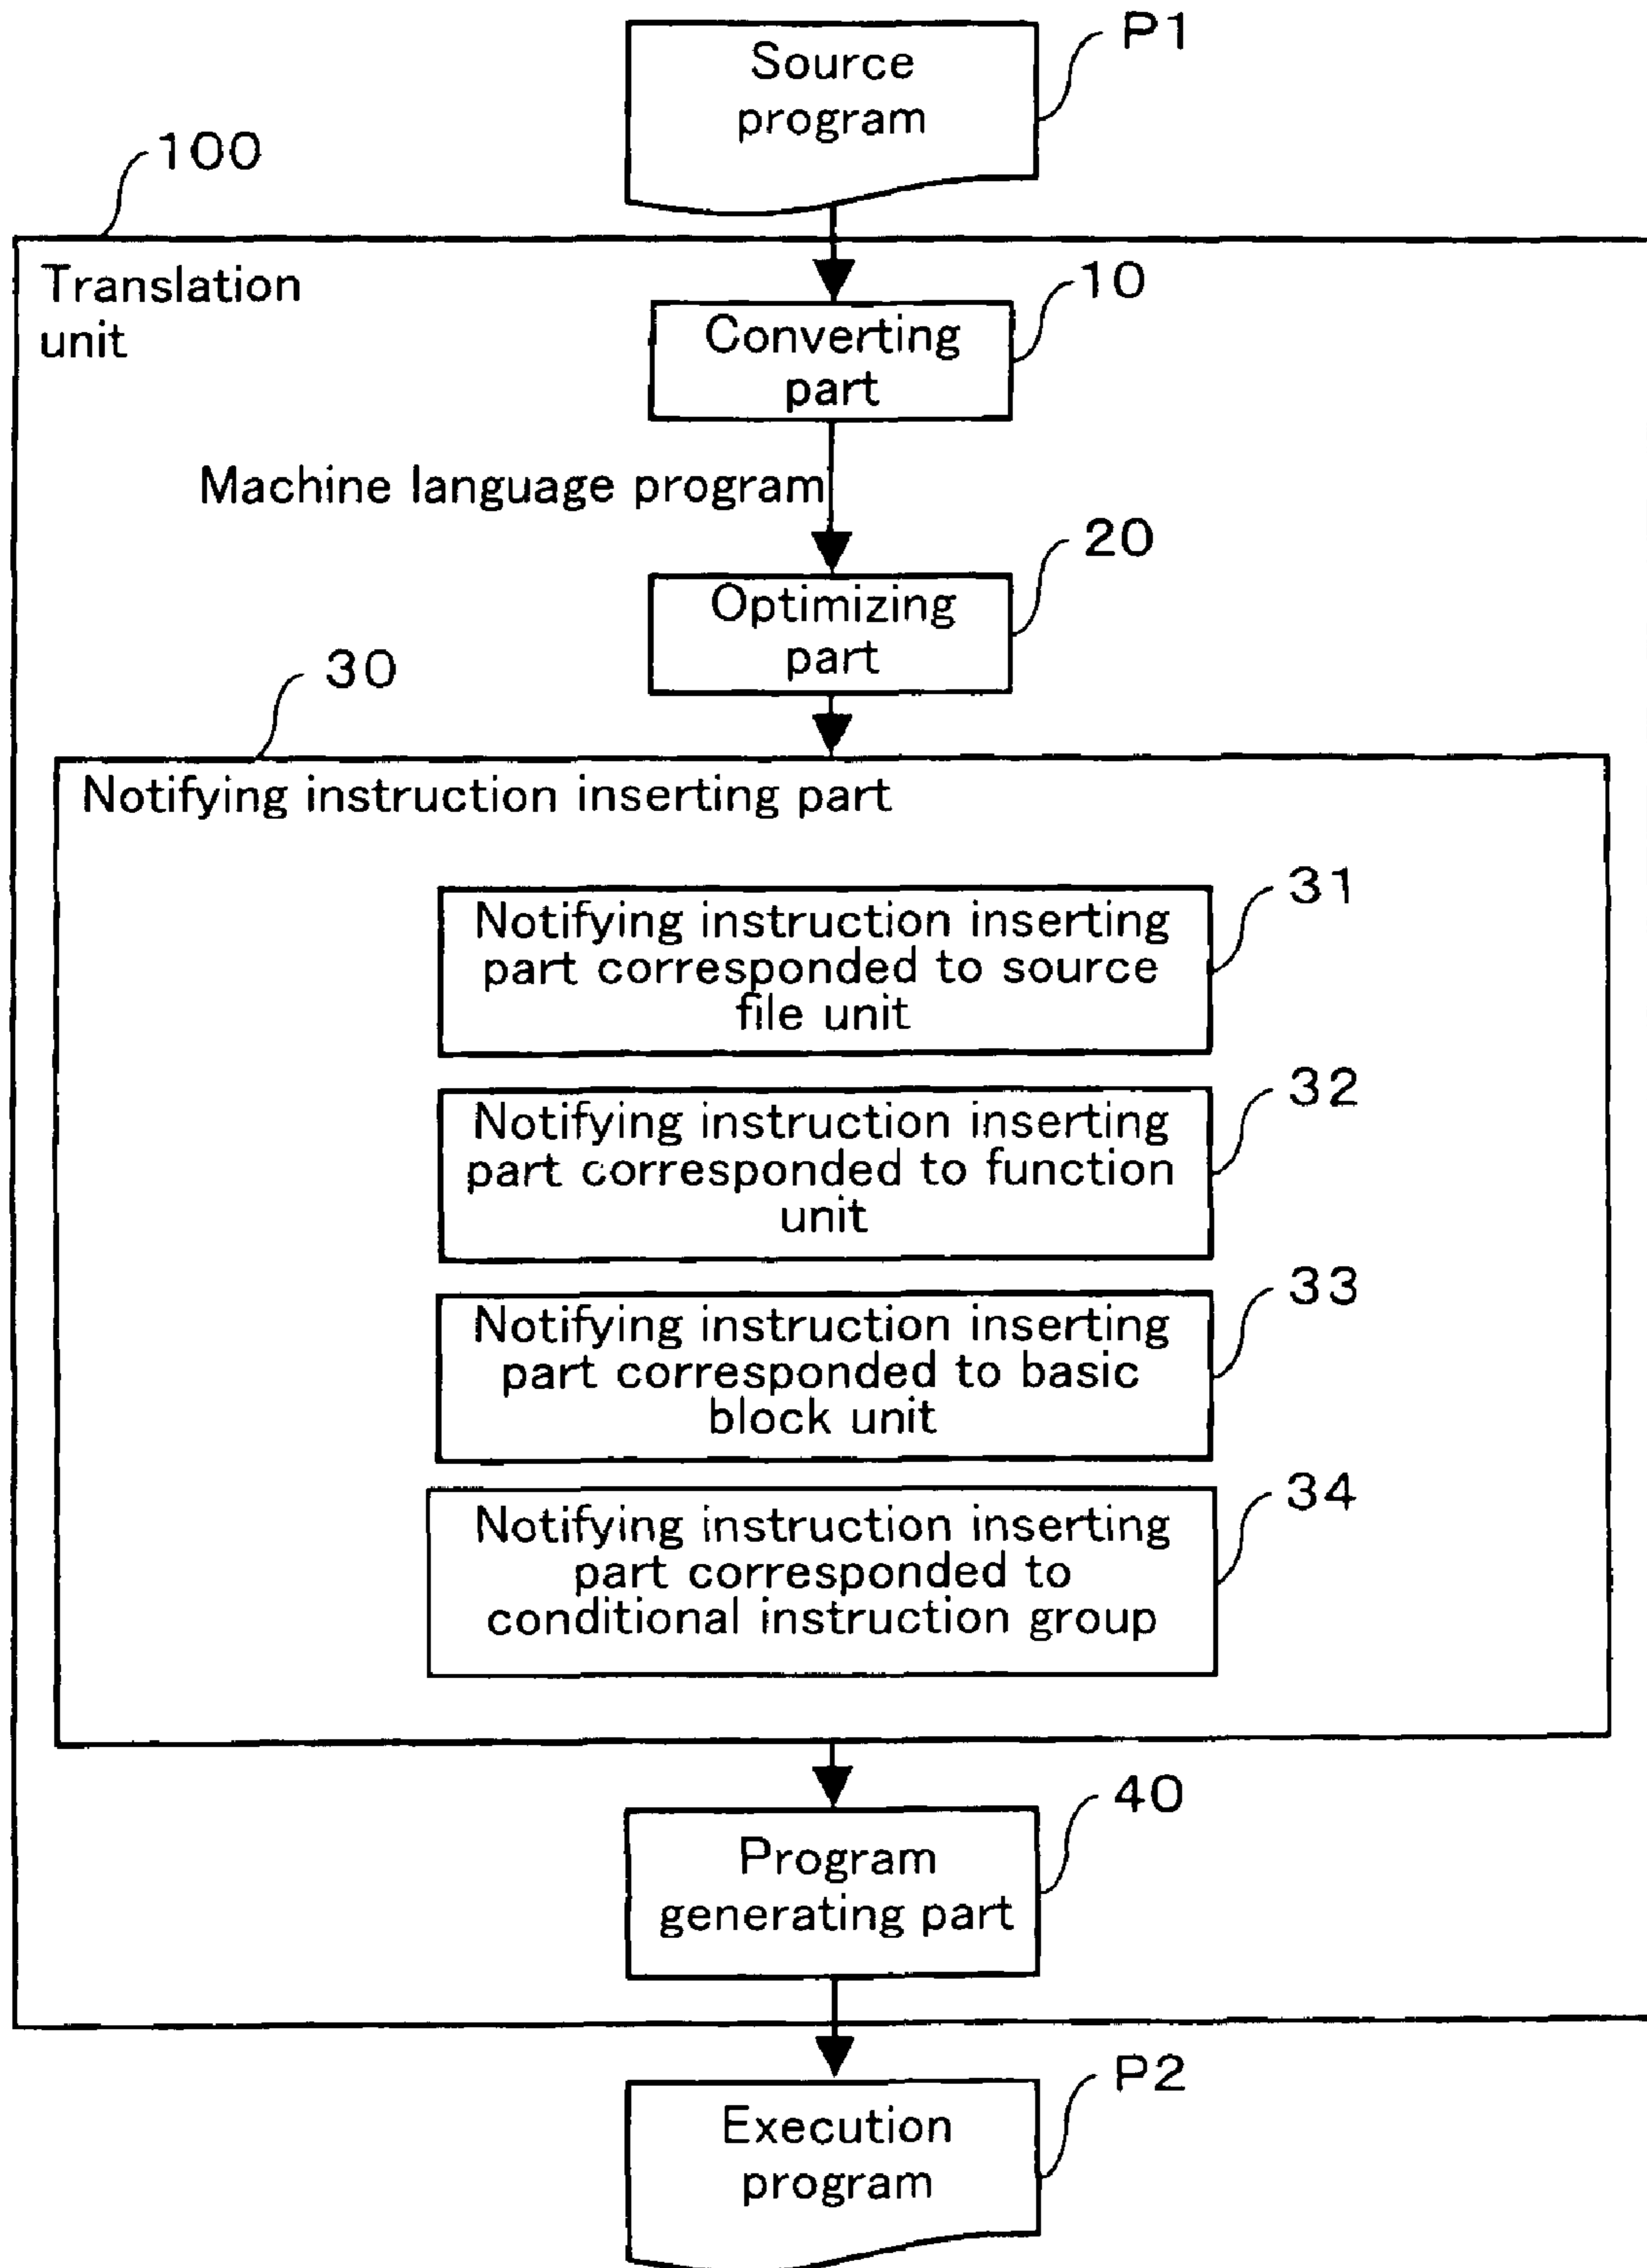 P1
Source
program
100
Translation
unit
10
Converting
part
Machine language program
20
Optimizing
part
30
Notifying instruction inserting part
31
Notifying instruction inserting
part corresponded to source
file unit
32
Notifying instruction inserting
part corresponded to function
unit
33
Notifying instruction inserting
part corresponded to basic
block unit
34
Notifying instruction inserting
part corresponded to
conditional instruction group
40
Program
generating part
P2
Execution
program